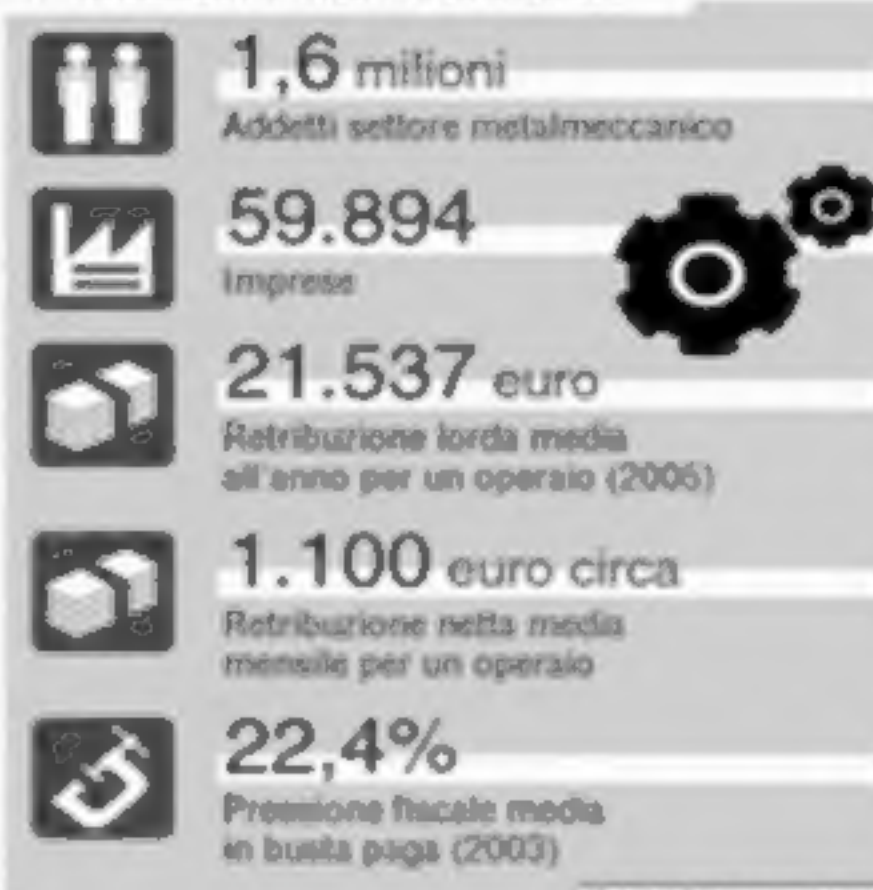 1,6 milioni
Addetti settore metalmeccanico
59.894
Imprese
21.537 euro
Retribuzione lorda media
all'anno per un operaio
1.100 euro circa
Retribuzione netta media
mensile per un operaio
22,4%
Pressione fiscale media
in busta paga (2003)